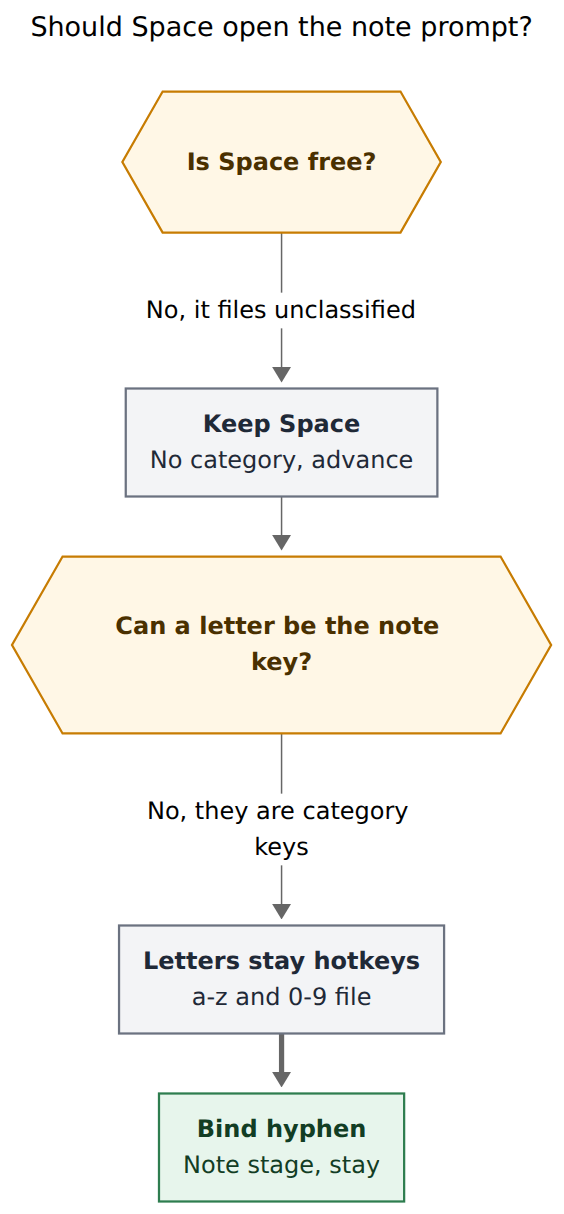 Should Space open the note prompt?
Is Space free?
No, it files unclassified
Keep Space
No category, advance
Can a letter be the note
key?
No, they are category
keys
Letters stay hotkeys
a-z and 0-9 file
Bind hyphen
Note stage, stay